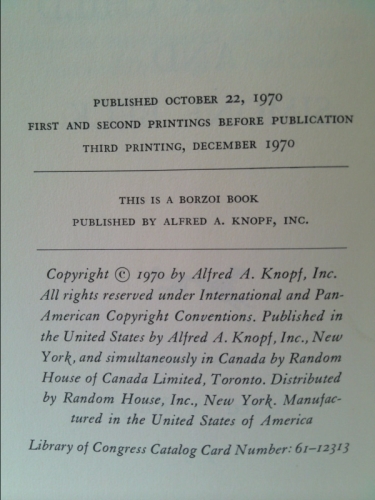 PUBLISHED OCTOBER 22, 1970
FIRST AND SECOND PRINTINGS BEFORE PUBLICATION
THIRD PRINTING, DECEMBER 1970
THIS IS A BORZOI BOOK
PUBLISHED BY ALFRED A. KNOPF, INC.
Copyright © 1970 by Alfred A. Knopf, Inc.
All rights reserved under International and Pan-
American Copyright Conventions. Published in
the United States by Alfred A. Knopf, Inc., New
York, and simultaneously in Canada by Random
House of Canada Limited, Toronto. Distributed
by Random House, Inc., New York. Manufac-
tured in the United States of America
Library of Congress Catalog Card Number: 61-12313